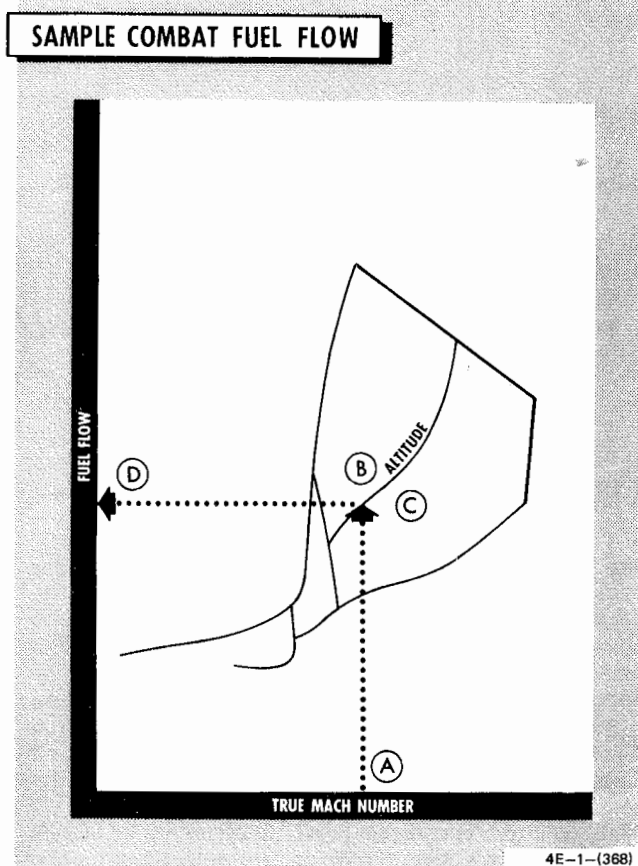 SAMPLE COMBAT FUEL FLOW
FUEL FLOW
D
B
ALTITUDE
C
A
TRUE MACH NUMBER
4E-1-(368)